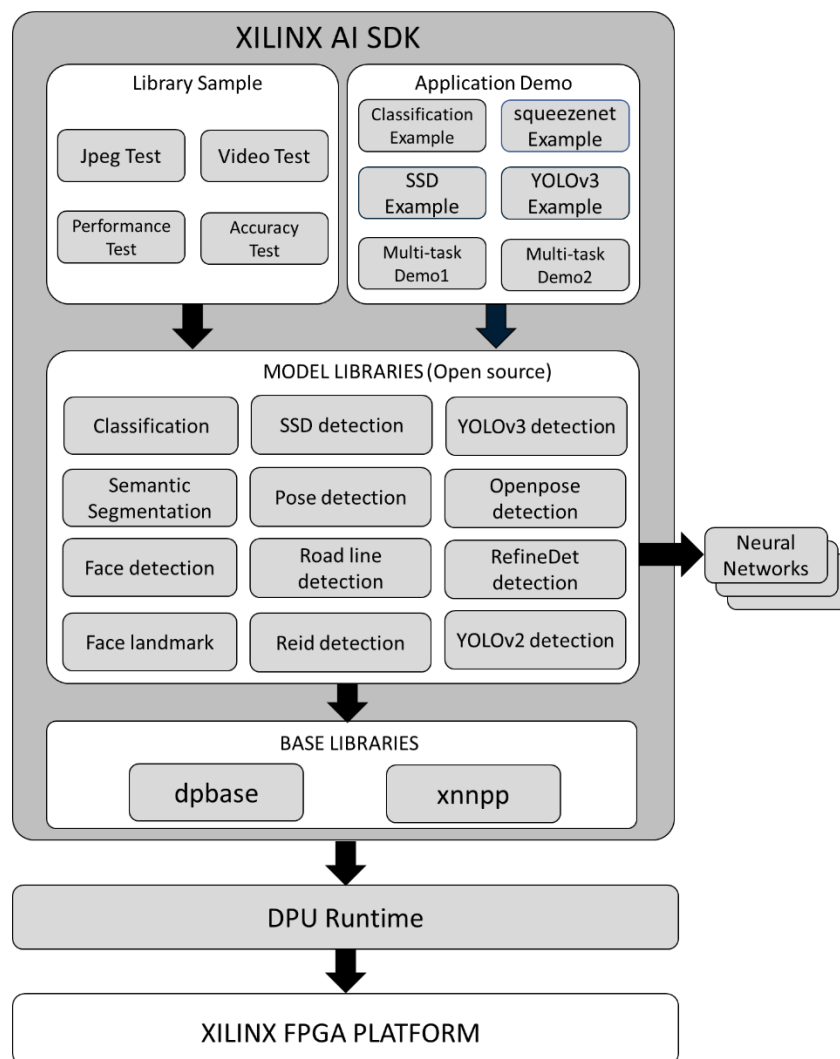 XILINX AI SDK
Library Sample
Jpeg Test
Video Test
Performance
Test
Accuracy
Test
Application Demo
Classification
Example
squeezenet
Example
SSD
Example
YOLOv3
Example
Multi-task
Demo1
Multi-task
Demo2
MODEL LIBRARIES (Open source)
Classification
SSD detection
YOLOv3 detection
Semantic
Segmentation
Pose detection
Openpose
detection
Face detection
Road line
detection
RefineDet
detection
Face landmark
Reid detection
YOLOv2 detection
Neural
Networks
BASE LIBRARIES
dpbase
xnnpp
DPU Runtime
XILINX FPGA PLATFORM